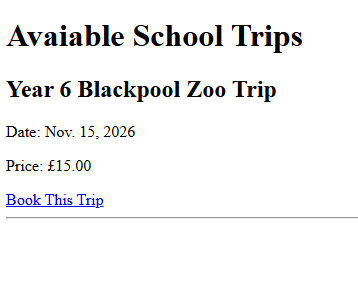 Avaiable School Trips
Year 6 Blackpool Zoo Trip
Date: Nov. 15, 2026
Price: £15.00
Book This Trip